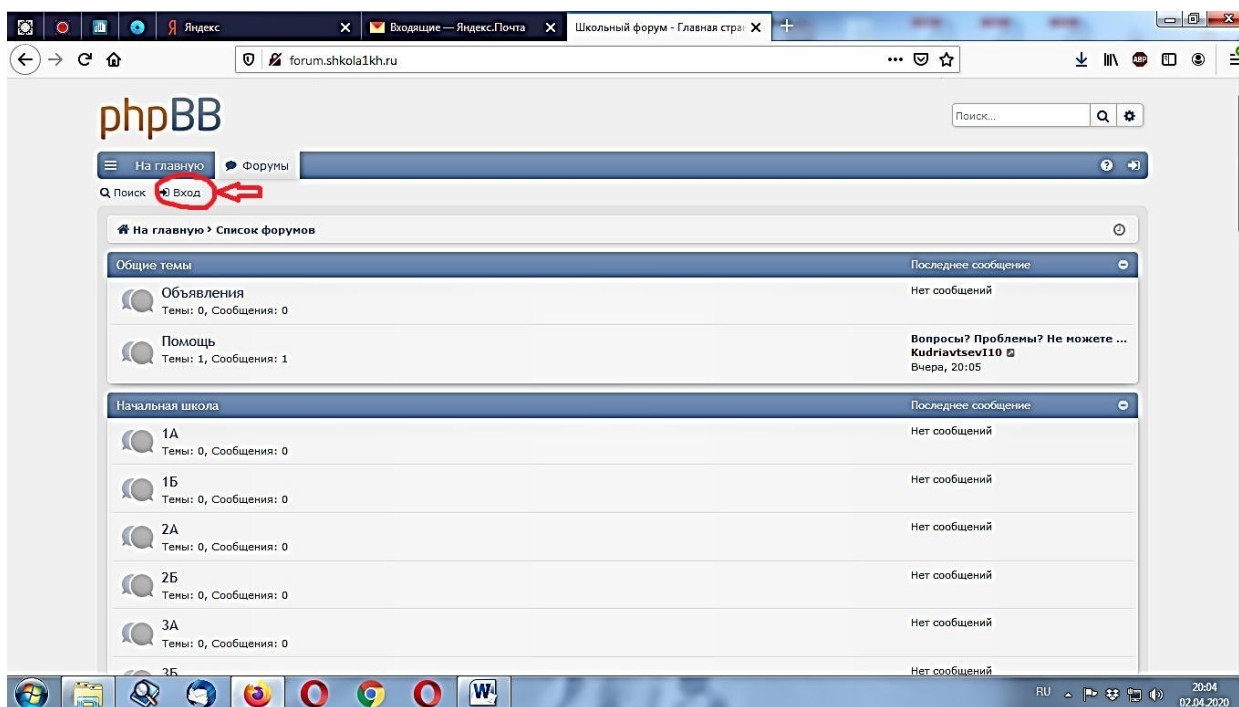 Яндекс
Входящие — Яндекс.Почта
Школьный форум - Главная стра
forum.shkola1kh.ru
ABP
phpBB
Поиск...
На главную
Форумы
Поиск
Вход
На главную › Список форумов
Общие темы Последнее сообщение
Объявления
Темы: 0, Сообщения: 0
Нет сообщений
Помощь
Темы: 1, Сообщения: 1
Вопросы? Проблемы? Не можете ...
KudriavtsevI10
Вчера, 20:05
Начальная школа Последнее сообщение
1А
Темы: 0, Сообщения: 0
Нет сообщений
1Б
Темы: 0, Сообщения: 0
Нет сообщений
2А
Темы: 0, Сообщения: 0
Нет сообщений
2Б
Темы: 0, Сообщения: 0
Нет сообщений
3А
Темы: 0, Сообщения: 0
Нет сообщений
3Б
Нет сообщений
RU
20:04
02.04.2020